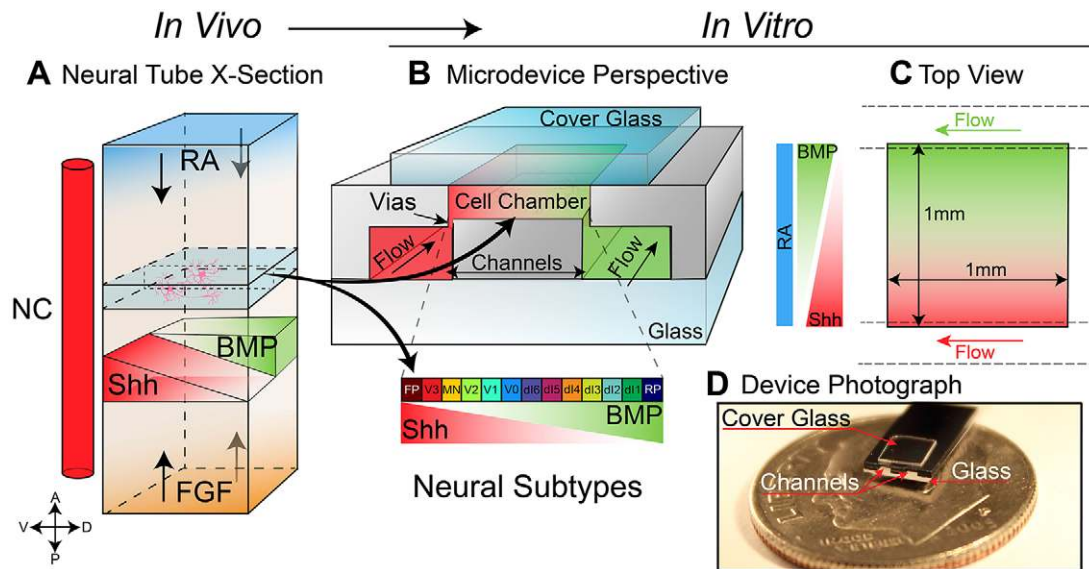 In Vivo
In Vitro
A Neural Tube X-Section
RA
NC
BMP
Shh
FGF
A
V D
P
B Microdevice Perspective
Cover Glass
Vias
Cell Chamber
Flow
Channels
Flow
Glass
FP V3 MN V2 V1 V0 dI6 dI5 dI4 dI3 dI2 dI1 RP
Shh
BMP
Neural Subtypes
C Top View
Flow
RA
BMP
Shh
1mm
1mm
Flow
D Device Photograph
Cover Glass
Channels
Glass